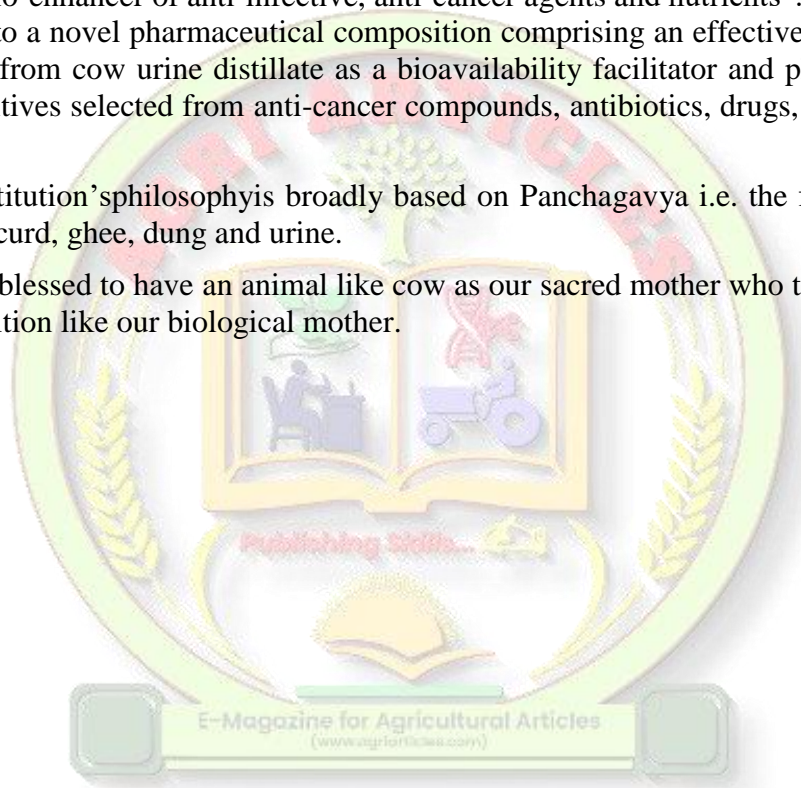 o enhancer of anti-infective, anti-cancer agents and nutrients".
to a novel pharmaceutical composition comprising an effective
from cow urine distillate as a bioavailability facilitator and p
tives selected from anti-cancer compounds, antibiotics, drugs,
titution'sphilosophyis broadly based on Panchagavya i.e. the f
curd, ghee, dung and urine.
blessed to have an animal like cow as our sacred mother who t
ition like our biological mother.
AGRI ARTICLES
Publishing Skills...
E-Magazine for Agricultural Articles
(www.agriarticles.com)